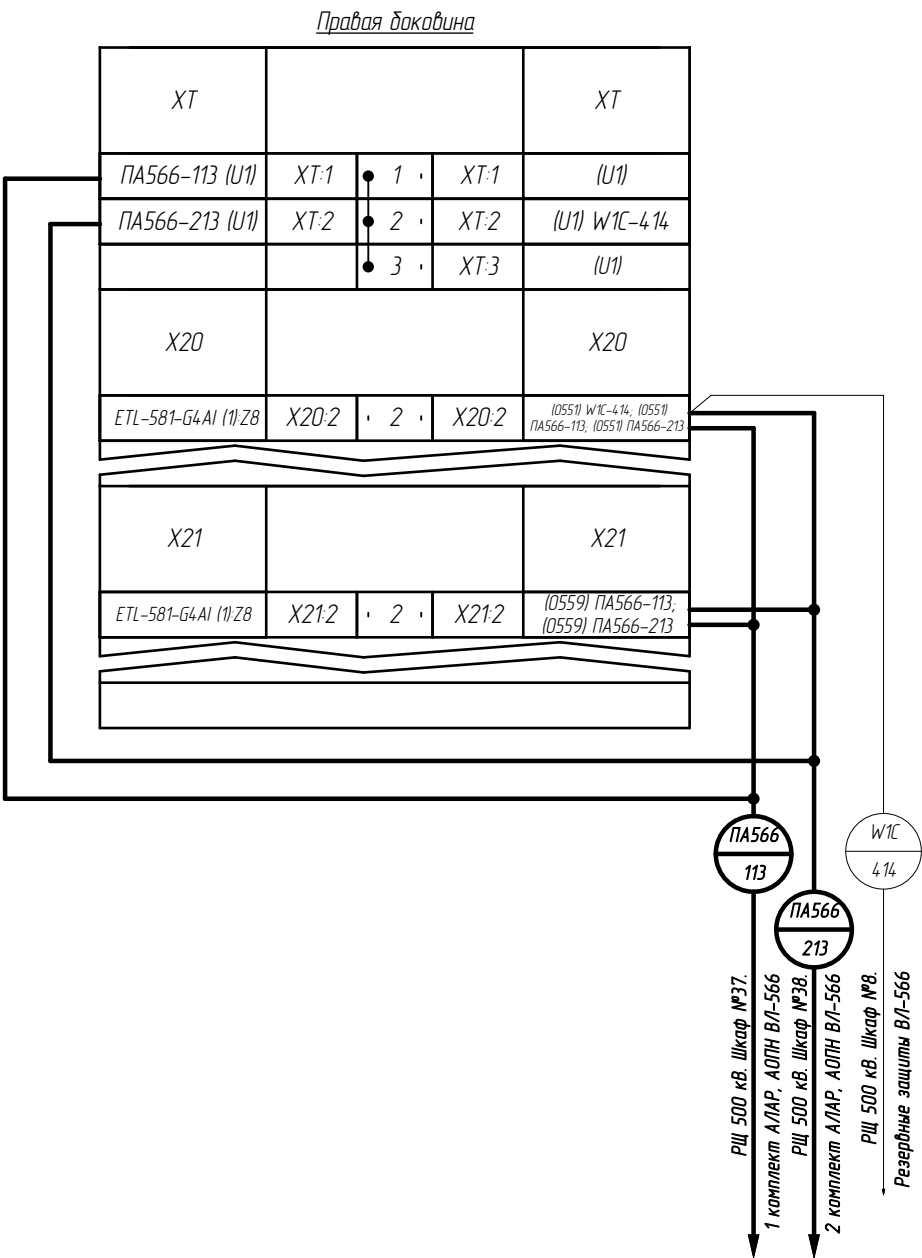 Правая боковина
XT XT
ПА566-113 (U1) XT:1 1 XT:1 (U1)
ПА566-213 (U1) XT:2 2 XT:2 (U1) W1C-414
3 XT:3 (U1)
X20 X20
ETL-581-G4AI (1):Z8 X20:2 2 X20:2 (0551) W1C-414; (0551)
ПА566-113; (0551) ПА566-213
X21 X21
ETL-581-G4AI (1):Z8 X21:2 2 X21:2 (0559) ПА566-113;
(0559) ПА566-213
ПА566
113
ПА566
213
W1C
414
РЩ 500 кВ. Шкаф №37.
1 комплект АЛАР, АОПН ВЛ-566
РЩ 500 кВ. Шкаф №38.
2 комплект АЛАР, АОПН ВЛ-566
РЩ 500 кВ. Шкаф №8.
Резервные защиты ВЛ-566